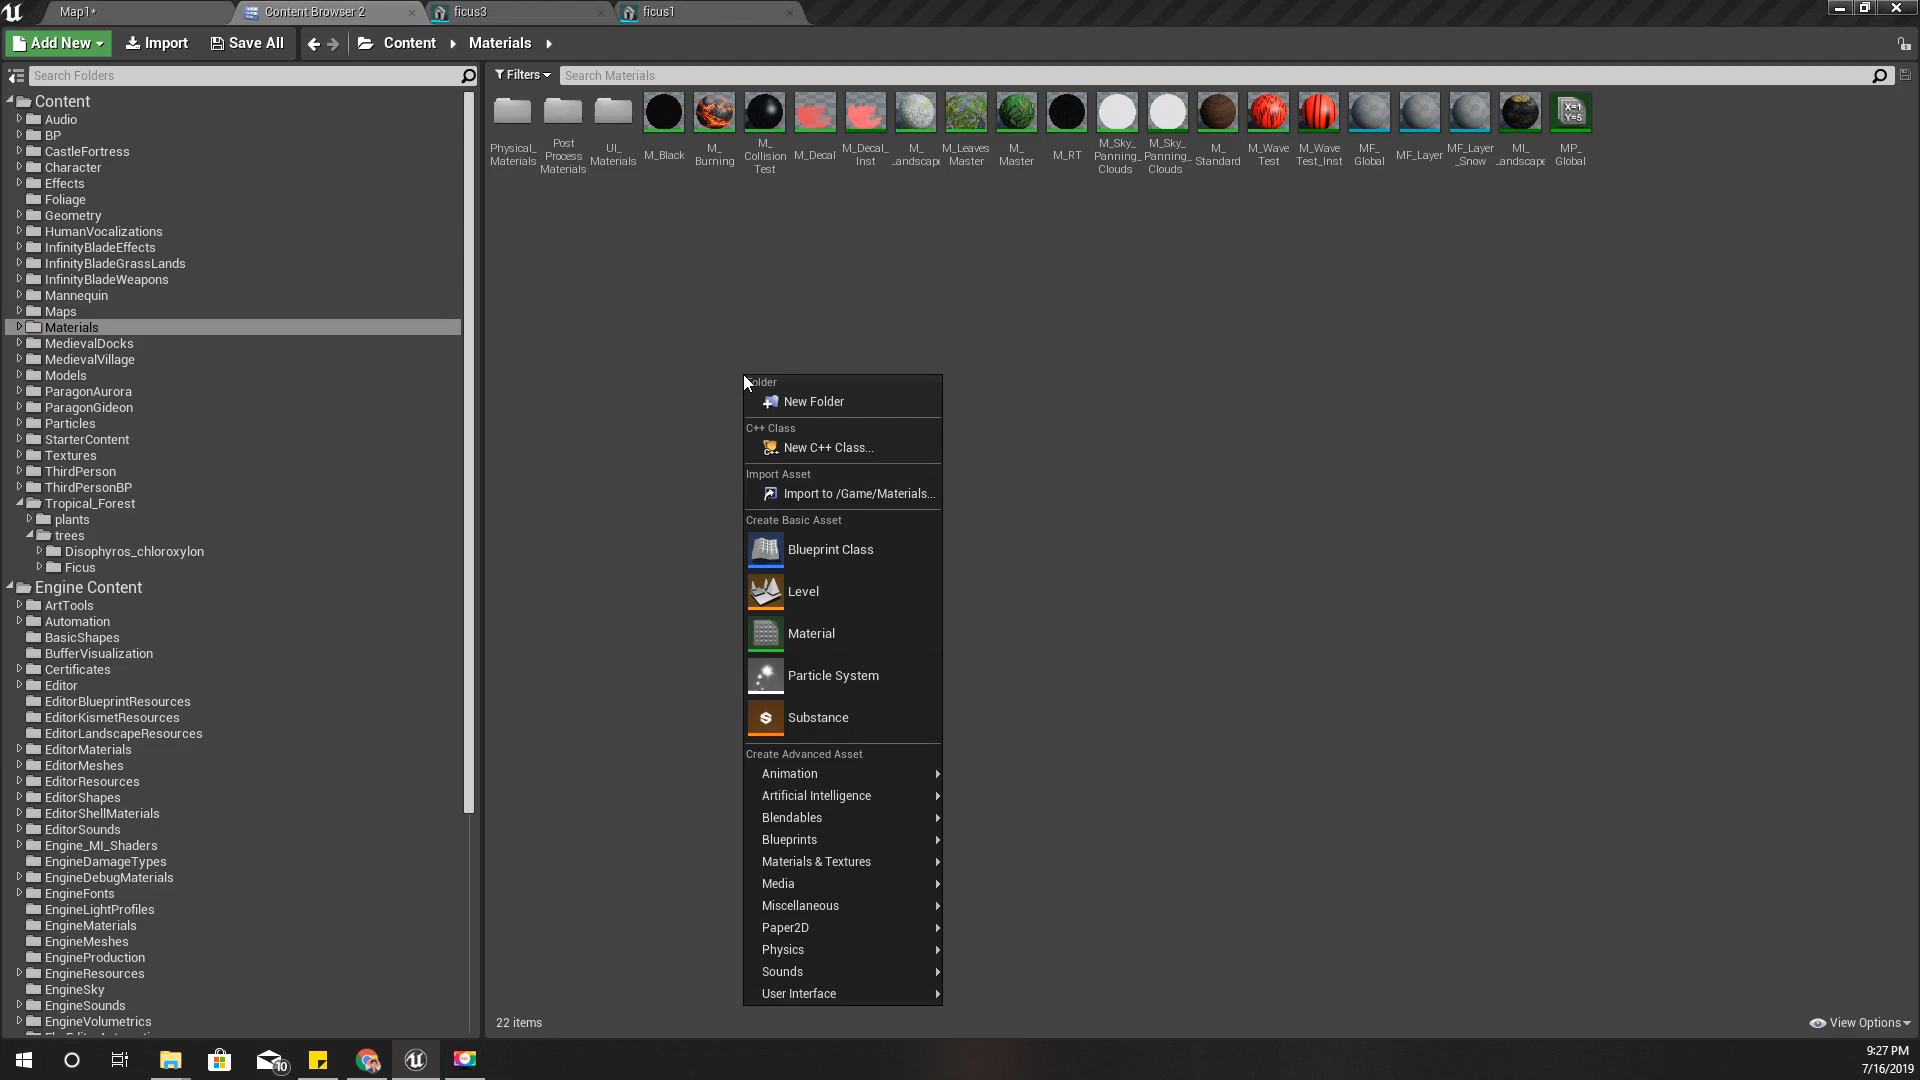 Map1*
Content Browser 2
ficus3
ficus1
Add New
Import
Save All
Content
Materials
Search Folders
Filters
Search Materials
Content
Audio
BP
CastleFortress
Character
Effects
Foliage
Geometry
HumanVocalizations
InfinityBladeEffects
InfinityBladeGrassLands
InfinityBladeWeapons
Mannequin
Maps
Materials
MedievalDocks
MedievalVillage
Models
ParagonAurora
ParagonGideon
Particles
StarterContent
Textures
ThirdPerson
ThirdPersonBP
Tropical_Forest
plants
trees
Disophyros_chloroxylon
Ficus
Engine Content
ArtTools
Automation
BasicShapes
BufferVisualization
Certificates
Editor
EditorBlueprintResources
EditorKismetResources
EditorLandscapeResources
EditorMaterials
EditorMeshes
EditorResources
EditorShapes
EditorShellMaterials
EditorSounds
Engine_MI_Shaders
EngineDamageTypes
EngineDebugMaterials
EngineFonts
EngineLightProfiles
EngineMaterials
EngineMeshes
EngineProduction
EngineResources
EngineSky
EngineSounds
EngineVolumetrics
Physical_
Materials
Post
Process
Materials
UI_
Materials
M_Black
M_
Burning
M_
Collision
Test
M_Decal
M_Decal_
Inst
M_
Landscape
M_Leaves
Master
M_
Master
M_RT
M_Sky_
Panning_
Clouds
M_Sky_
Panning_
Clouds
M_
Standard
M_Wave
Test
M_Wave
Test_Inst
MF_
Global
MF_Layer
MF_Layer
_Snow
MI_
Landscape
X=1
Y=5
MP_
Global
Folder
New Folder
C++ Class
New C++ Class...
Import Asset
Import to /Game/Materials...
Create Basic Asset
Blueprint Class
Level
Material
Particle System
Substance
Create Advanced Asset
Animation
Artificial Intelligence
Blendables
Blueprints
Materials & Textures
Media
Miscellaneous
Paper2D
Physics
Sounds
User Interface
22 items
View Options
10
9:27 PM
7/16/2019